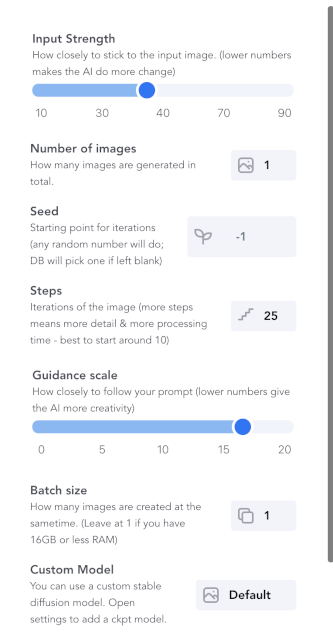 Input Strength
How closely to stick to the input image. (lower numbers
makes the AI do more change)
10 30 40 70 90
Number of images
How many images are generated in
total.
1
Seed
Starting point for iterations
(any random number will do;
DB will pick one if left blank)
-1
Steps
Iterations of the image (more steps
means more detail & more processing
time - best to start around 10)
25
Guidance scale
How closely to follow your prompt (lower numbers give
the AI more creativity)
0 5 10 15 20
Batch size
How many images are created at the
sametime. (Leave at 1 if you have
16GB or less RAM)
1
Custom Model
You can use a custom stable
diffusion model. Open
settings to add a ckpt model.
Default